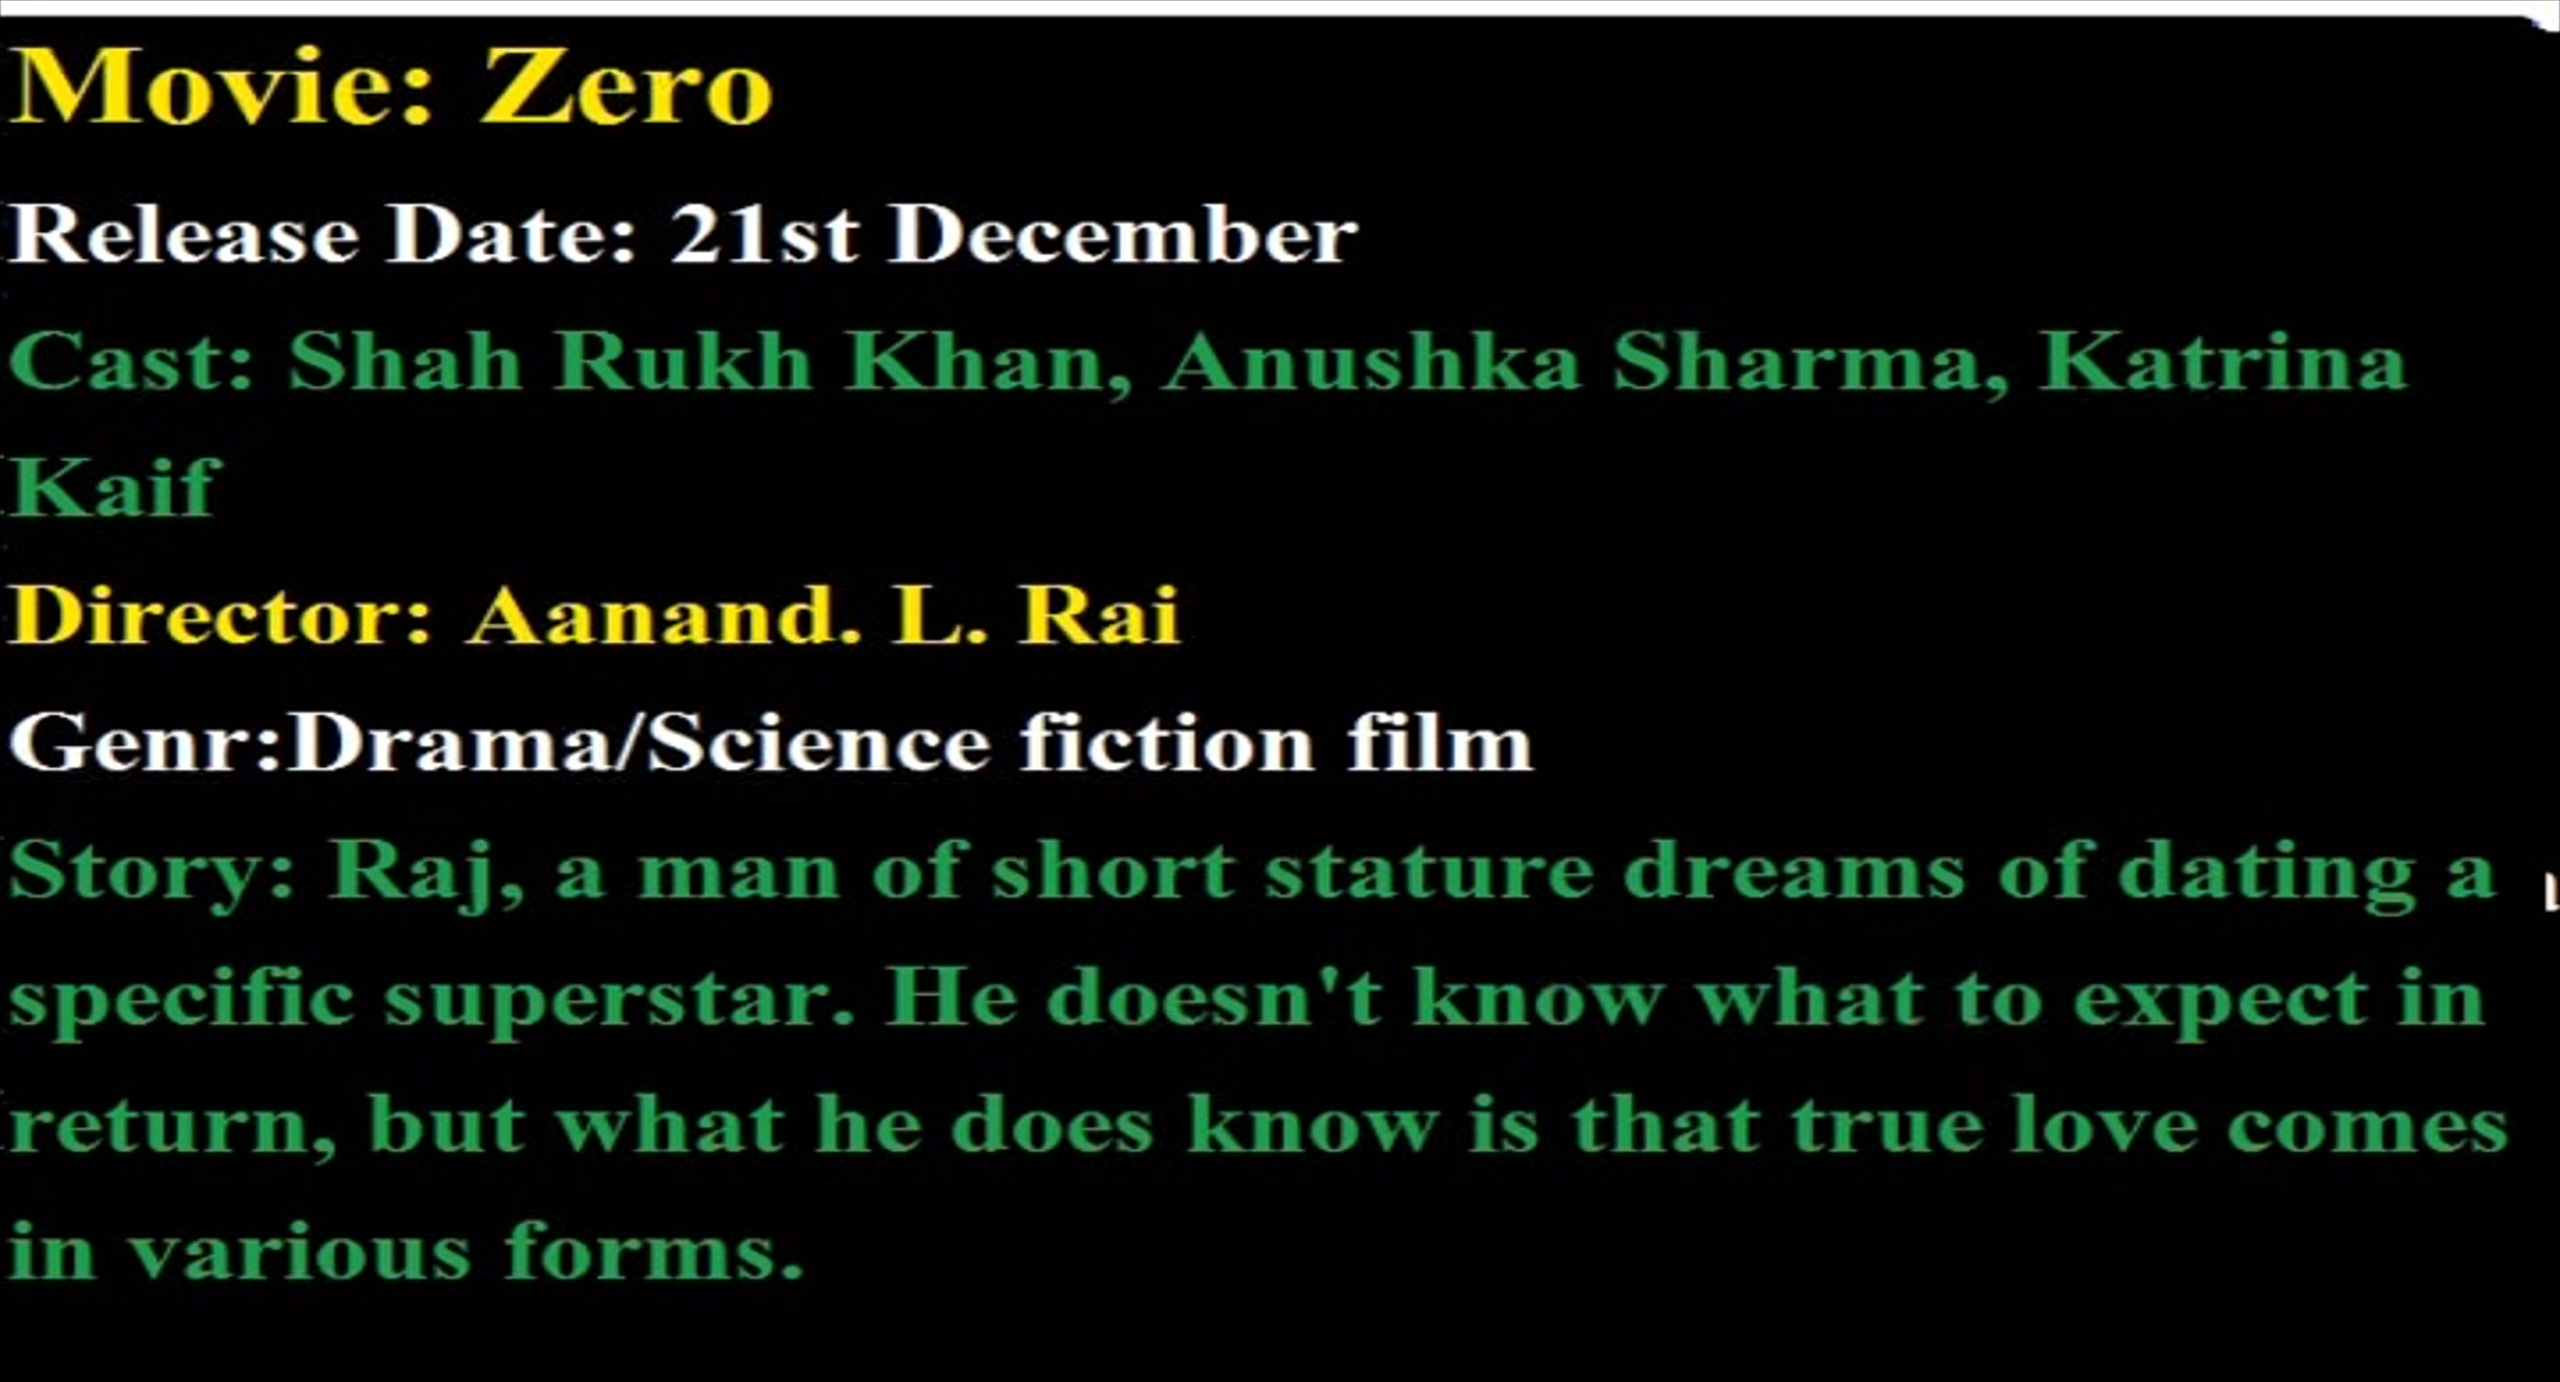 Movie: Zero
Release Date: 21st December
Cast: Shah Rukh Khan, Anushka Sharma, Katrina
Kaif
Director: Aanand. L. Rai
Genr:Drama/Science fiction film
Story: Raj, a man of short stature dreams of dating a
specific superstar. He doesn't know what to expect in
return, but what he does know is that true love comes
in various forms.